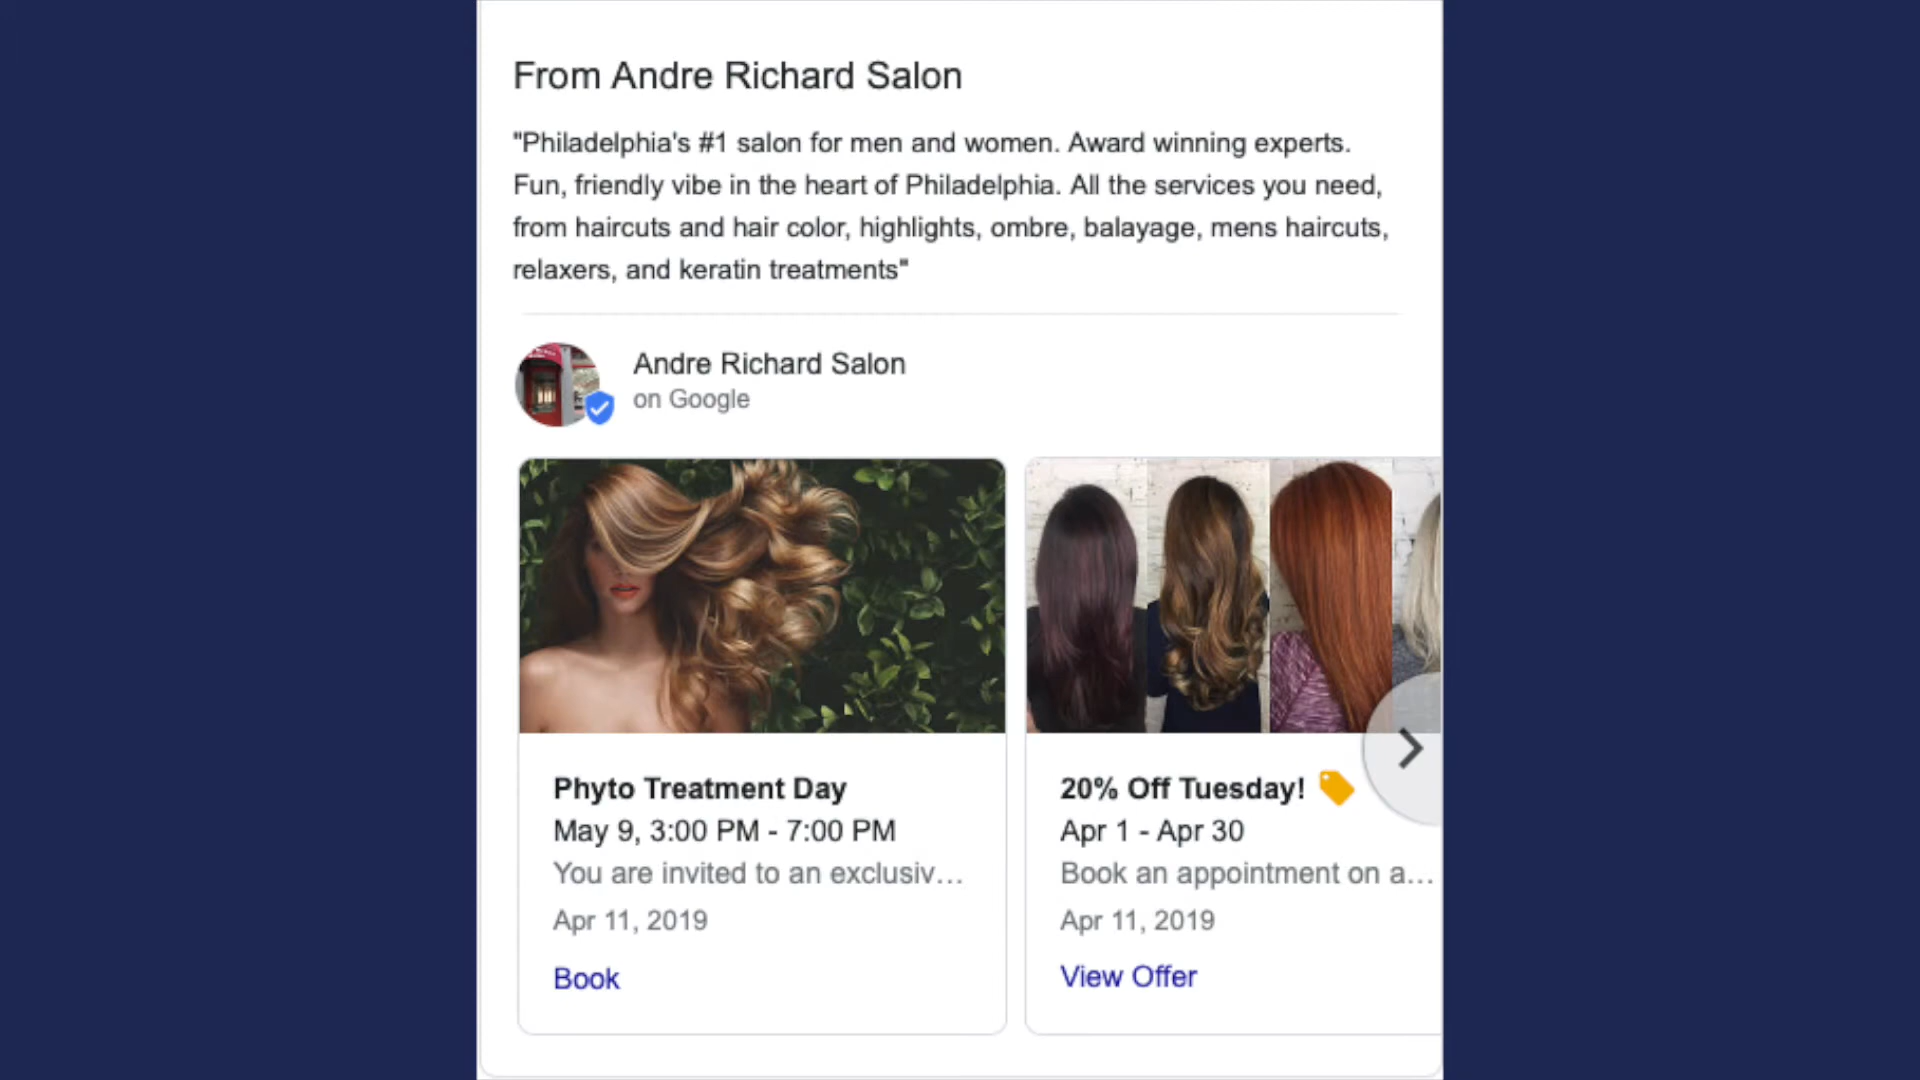 From Andre Richard Salon
"Philadelphia's #1 salon for men and women. Award winning experts.
Fun, friendly vibe in the heart of Philadelphia. All the services you need,
from haircuts and hair color, highlights, ombre, balayage, mens haircuts,
relaxers, and keratin treatments"
Andre Richard Salon
on Google
Phyto Treatment Day
May 9, 3:00 PM - 7:00 PM
You are invited to an exclusiv...
Apr 11, 2019
Book
20% Off Tuesday!
Apr 1 - Apr 30
Book an appointment on a...
Apr 11, 2019
View Offer